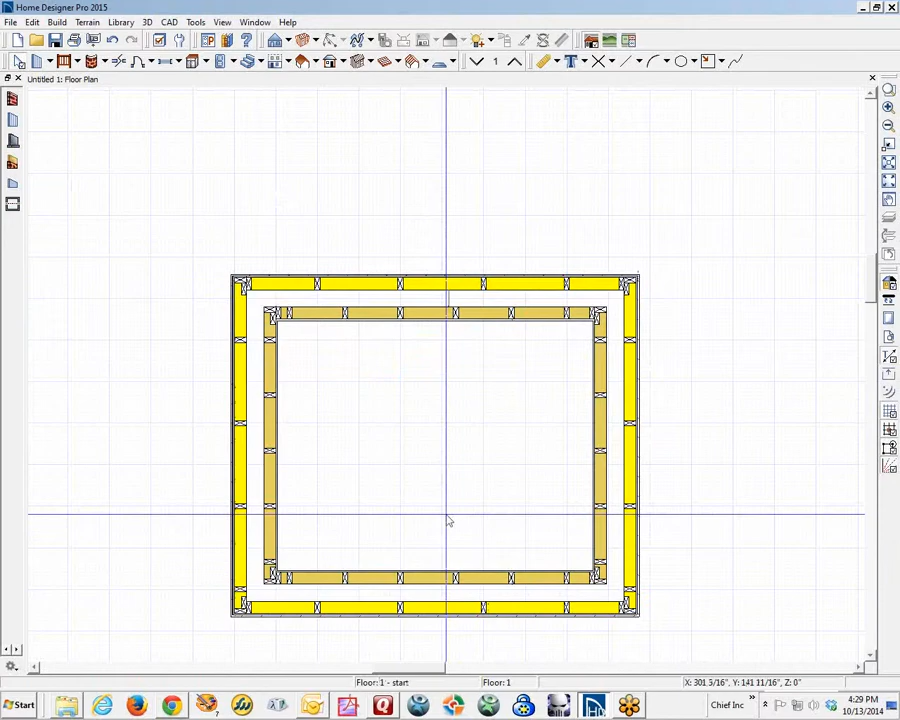 Home Designer Pro 2015
File Edit Build Terrain Library 3D CAD Tools View Window Help
1
Untitled 1: Floor Plan
Floor: 1 - start
Floor: 1
X: 301 3/16", Y: 141 11/16", Z: 0"
Start
Chief Inc
4:29 PM
10/13/2014